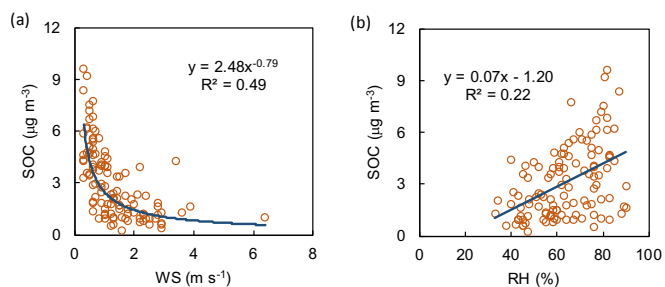 (a)
12
9
6
3
0
0 2 4 6 8
SOC (µg m-3)
WS (m s-1)
y = 2.48x-0.79
R² = 0.49
(b)
12
9
6
3
0
0 20 40 60 80 100
SOC (µg m-3)
RH (%)
y = 0.07x - 1.20
R² = 0.22